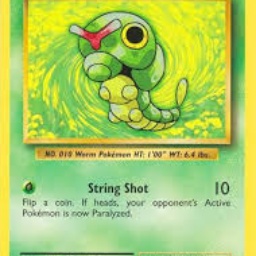 NO. 010 Worm Pokémon HT: 1'00" WT: 6.4 lbs.
String Shot 10
Flip a coin. If heads, your opponent's Active
Pokémon is now Paralyzed.